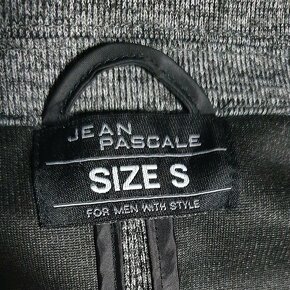 JEAN
PASCALE
SIZE S
FOR MEN WITH STYLE